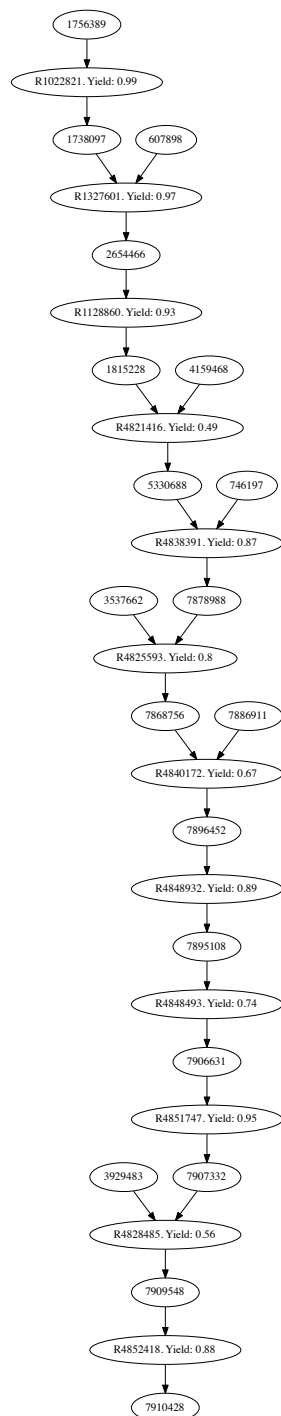 1756389
R1022821. Yield: 0.99
1738097 607898
R1327601. Yield: 0.97
2654466
R1128860. Yield: 0.93
1815228 4159468
R4821416. Yield: 0.49
5330688 746197
R4838391. Yield: 0.87
3537662 7878988
R4825593. Yield: 0.8
7868756 7886911
R4840172. Yield: 0.67
7896452
R4848932. Yield: 0.89
7895108
R4848493. Yield: 0.74
7906631
R4851747. Yield: 0.95
3929483 7907332
R4828485. Yield: 0.56
7909548
R4852418. Yield: 0.88
7910428